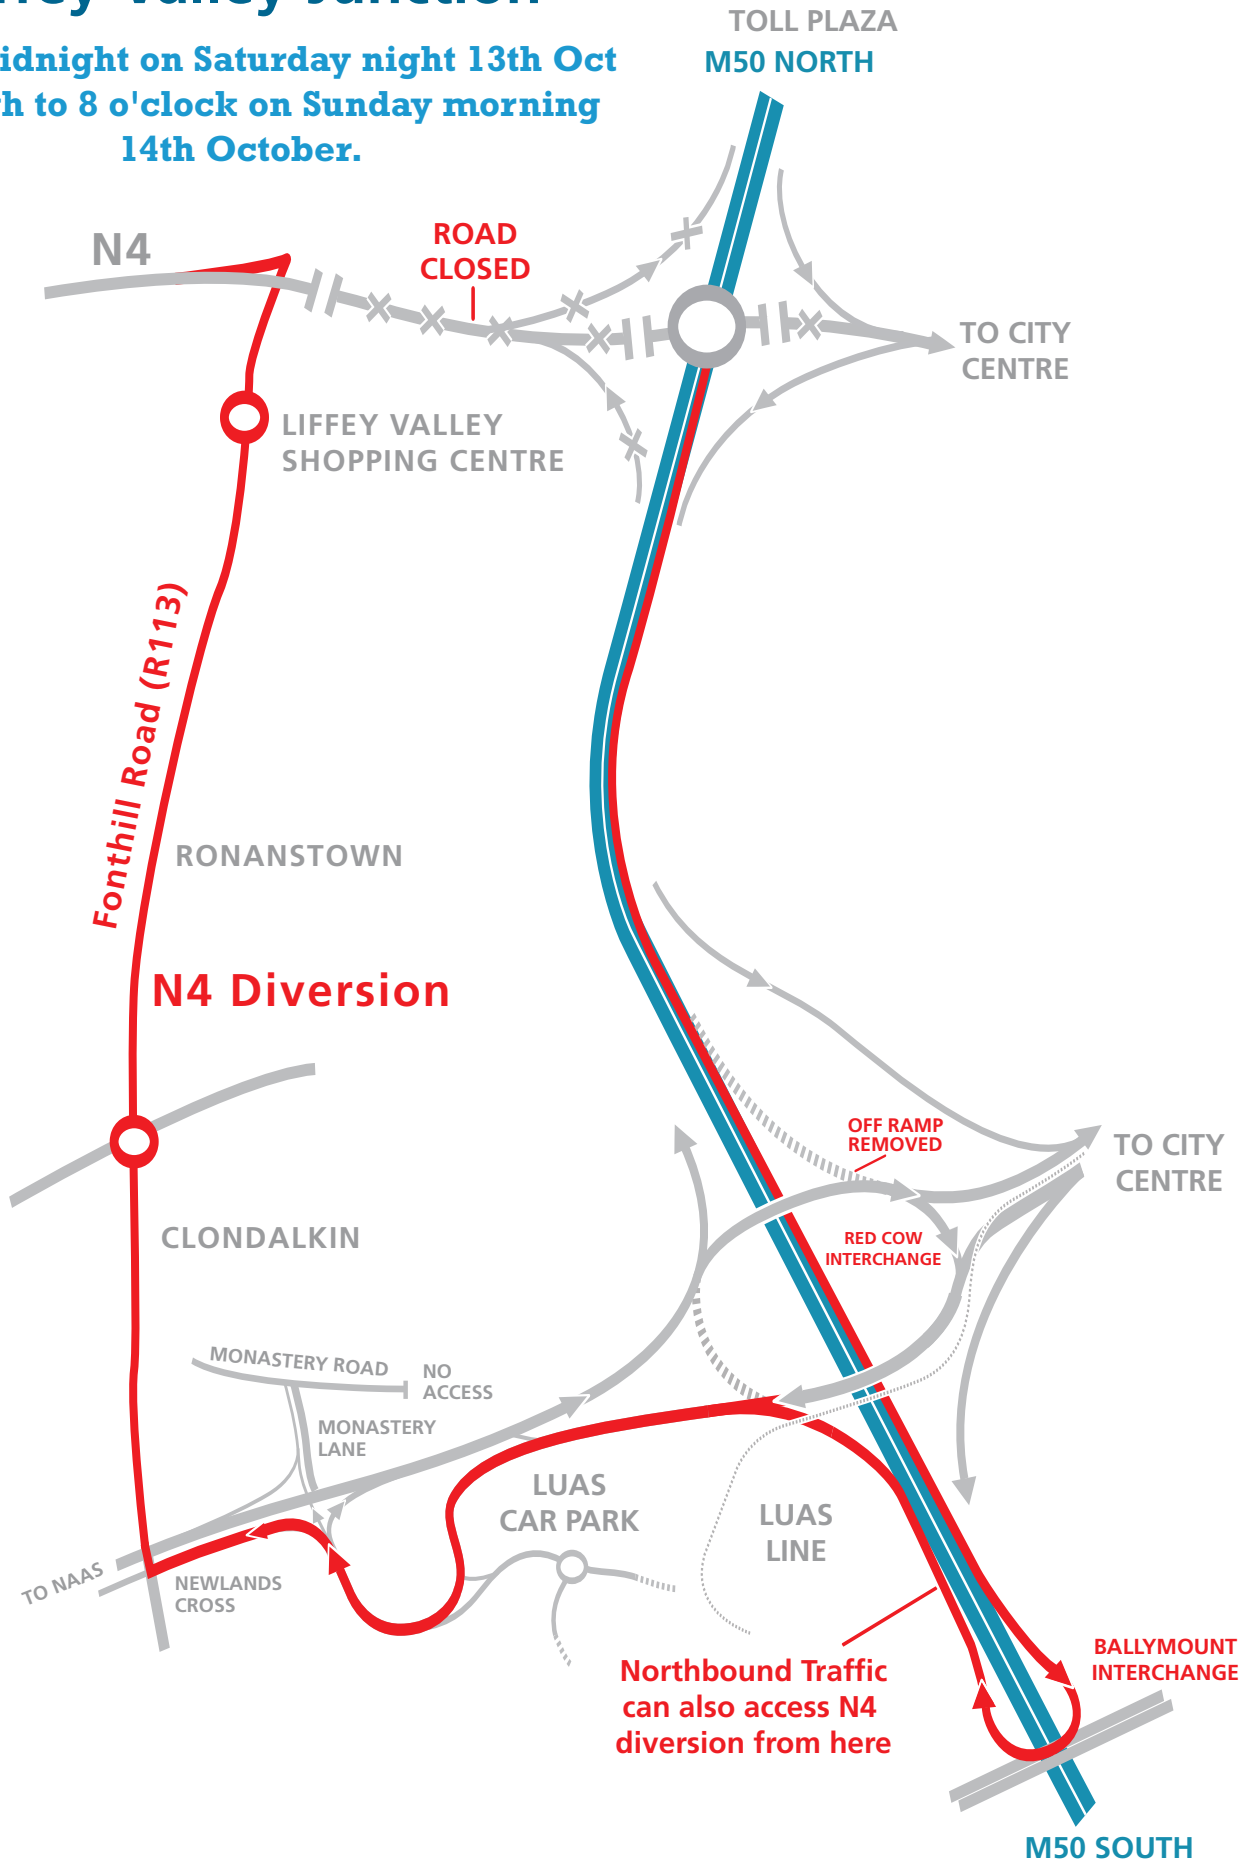 Valley Junction
TOLL PLAZA
M50 NORTH
on Saturday night 13th Oct
to 8 o'clock on Sunday morning
14th October.
N4
ROAD
CLOSED
TO CITY
CENTRE
LIFFEY VALLEY
SHOPPING CENTRE
Fonthill Road (R113)
RONANSTOWN
N4 Diversion
OFF RAMP
REMOVED
TO CITY
CENTRE
CLONDALKIN
RED COW
INTERCHANGE
MONASTERY ROAD
NO
ACCESS
MONASTERY
LANE
LUAS
CAR PARK
LUAS
LINE
TO NAAS
NEWLANDS
CROSS
Northbound Traffic
can also access N4
diversion from here
BALLYMOUNT
INTERCHANGE
M50 SOUTH